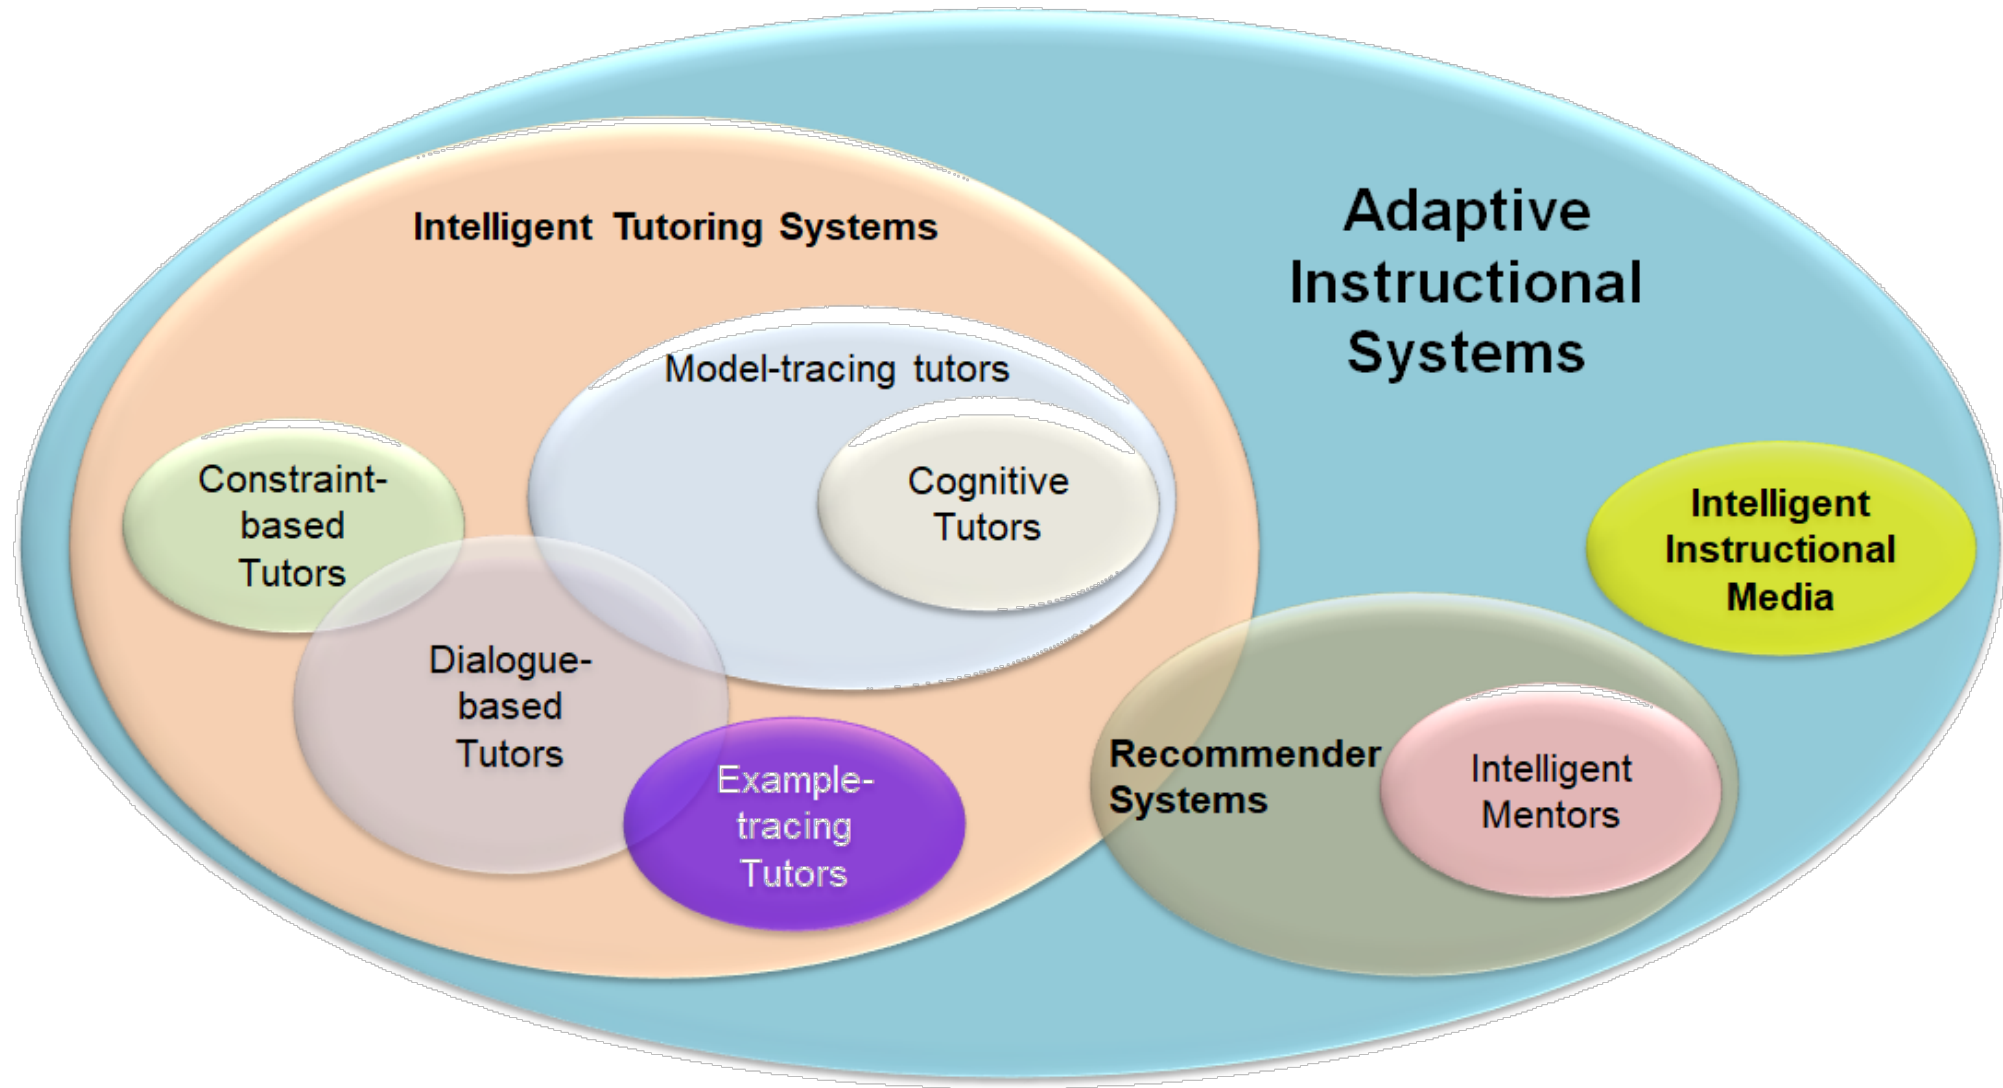 Adaptive
Instructional
Systems
Intelligent Tutoring Systems
Model-tracing tutors
Cognitive
Tutors
Constraint-
based
Tutors
Dialogue-
based
Tutors
Example-
tracing
Tutors
Recommender
Systems
Intelligent
Mentors
Intelligent
Instructional
Media